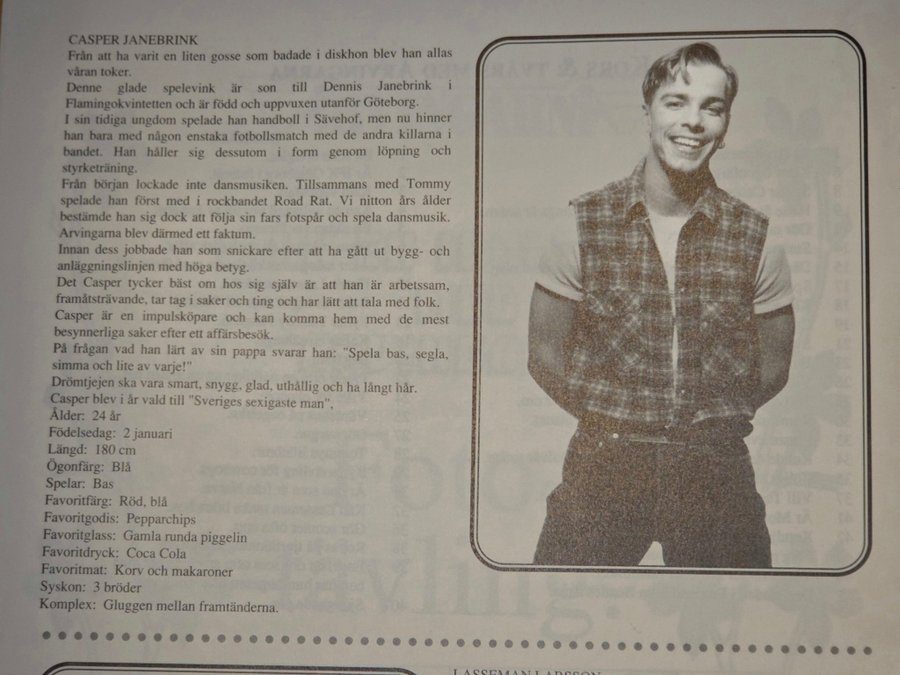 CASPER JANEBRINK
Från att ha varit en liten gosse som badade i diskhon blev han allas
våran toker.
Denne glade spelevink är son till Dennis Janebrink i
Flamingokvintetten och är född och uppvuxen utanför Göteborg.
I sin tidiga ungdom spelade han handboll i Sävehof, men nu hinner
han bara med någon enstaka fotbollsmatch med de andra killarna i
bandet. Han håller sig dessutom i form genom löpning och
styrketräning.
Från början lockade inte dansmusiken. Tillsammans med Tommy
spelade han först med i rockbandet Road Rat. Vi nitton års ålder
bestämde han sig dock att följa sin fars fotspår och spela dansmusik.
Arvingarna blev därmed ett faktum.
Innan dess jobbade han som snickare efter att ha gått ut bygg- och
anläggningslinjen med höga betyg.
Det Casper tycker bäst om hos sig själv är att han är arbetssam,
framåtsträvande, tar tag i saker och ting och har lätt att tala med folk.
Casper är en impulsköpare och kan komma hem med de mest
besynnerliga saker efter ett affärsbesök.
På frågan vad han lärt av sin pappa svarar han: "Spela bas, segla,
simma och lite av varje!"
Drömtjejen ska vara smart, snygg, glad, uthållig och ha långt hår.
Casper blev i år vald till "Sveriges sexigaste man",
Ålder: 24 år
Födelsedag: 2 januari
Längd: 180 cm
Ögonfärg: Blå
Spelar: Bas
Favoritfärg: Röd, blå
Favoritgodis: Pepparchips
Favoritglass: Gamla runda piggelin
Favoritdryck: Coca Cola
Favoritmat: Korv och makaroner
Syskon: 3 bröder
Komplex: Gluggen mellan framtänderna.
LASSEMAN LARSSON